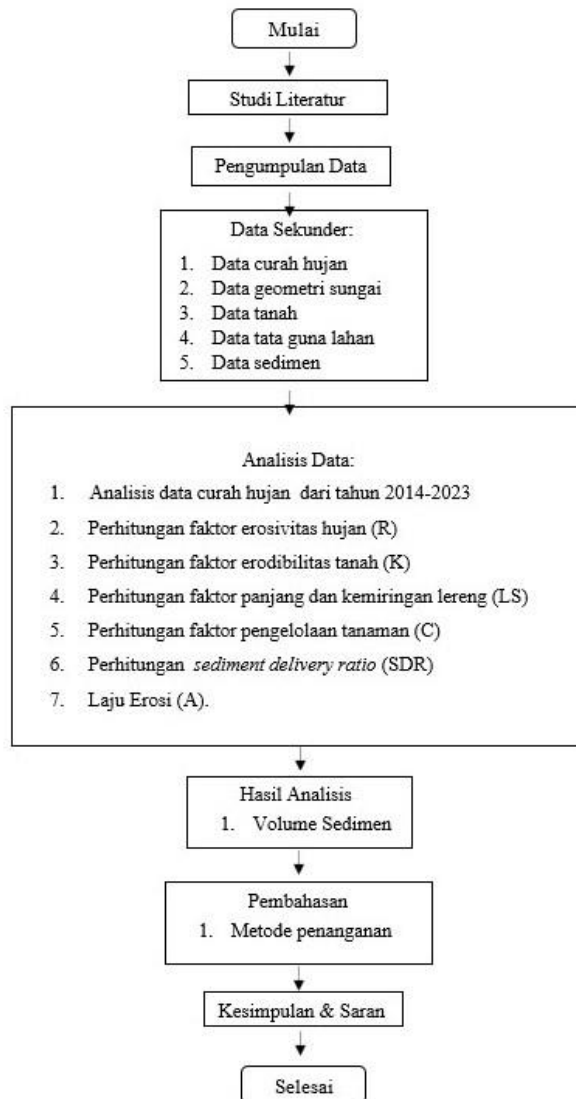 Mulai
Studi Literatur
Pengumpulan Data
Data Sekunder:
1. Data curah hujan
2. Data geometri sungai
3. Data tanah
4. Data tata guna lahan
5. Data sedimen
Analisis Data:
1. Analisis data curah hujan dari tahun 2014-2023
2. Perhitungan faktor erosivitas hujan (R)
3. Perhitungan faktor erodibilitas tanah (K)
4. Perhitungan faktor panjang dan kemiringan lereng (LS)
5. Perhitungan faktor pengelolaan tanaman (C)
6. Perhitungan sediment delivery ratio (SDR)
7. Laju Erosi (A).
Hasil Analisis
1. Volume Sedimen
Pembahasan
1. Metode penanganan
Kesimpulan & Saran
Selesai